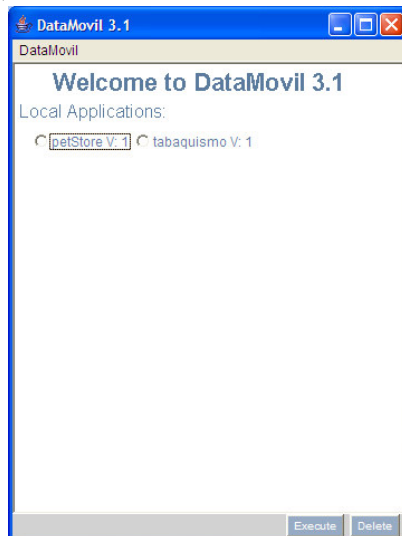 DataMovil 3.1
DataMovil
Welcome to DataMovil 3.1
Local Applications:
petStore V: 1 tabaquismo V: 1
Execute Delete